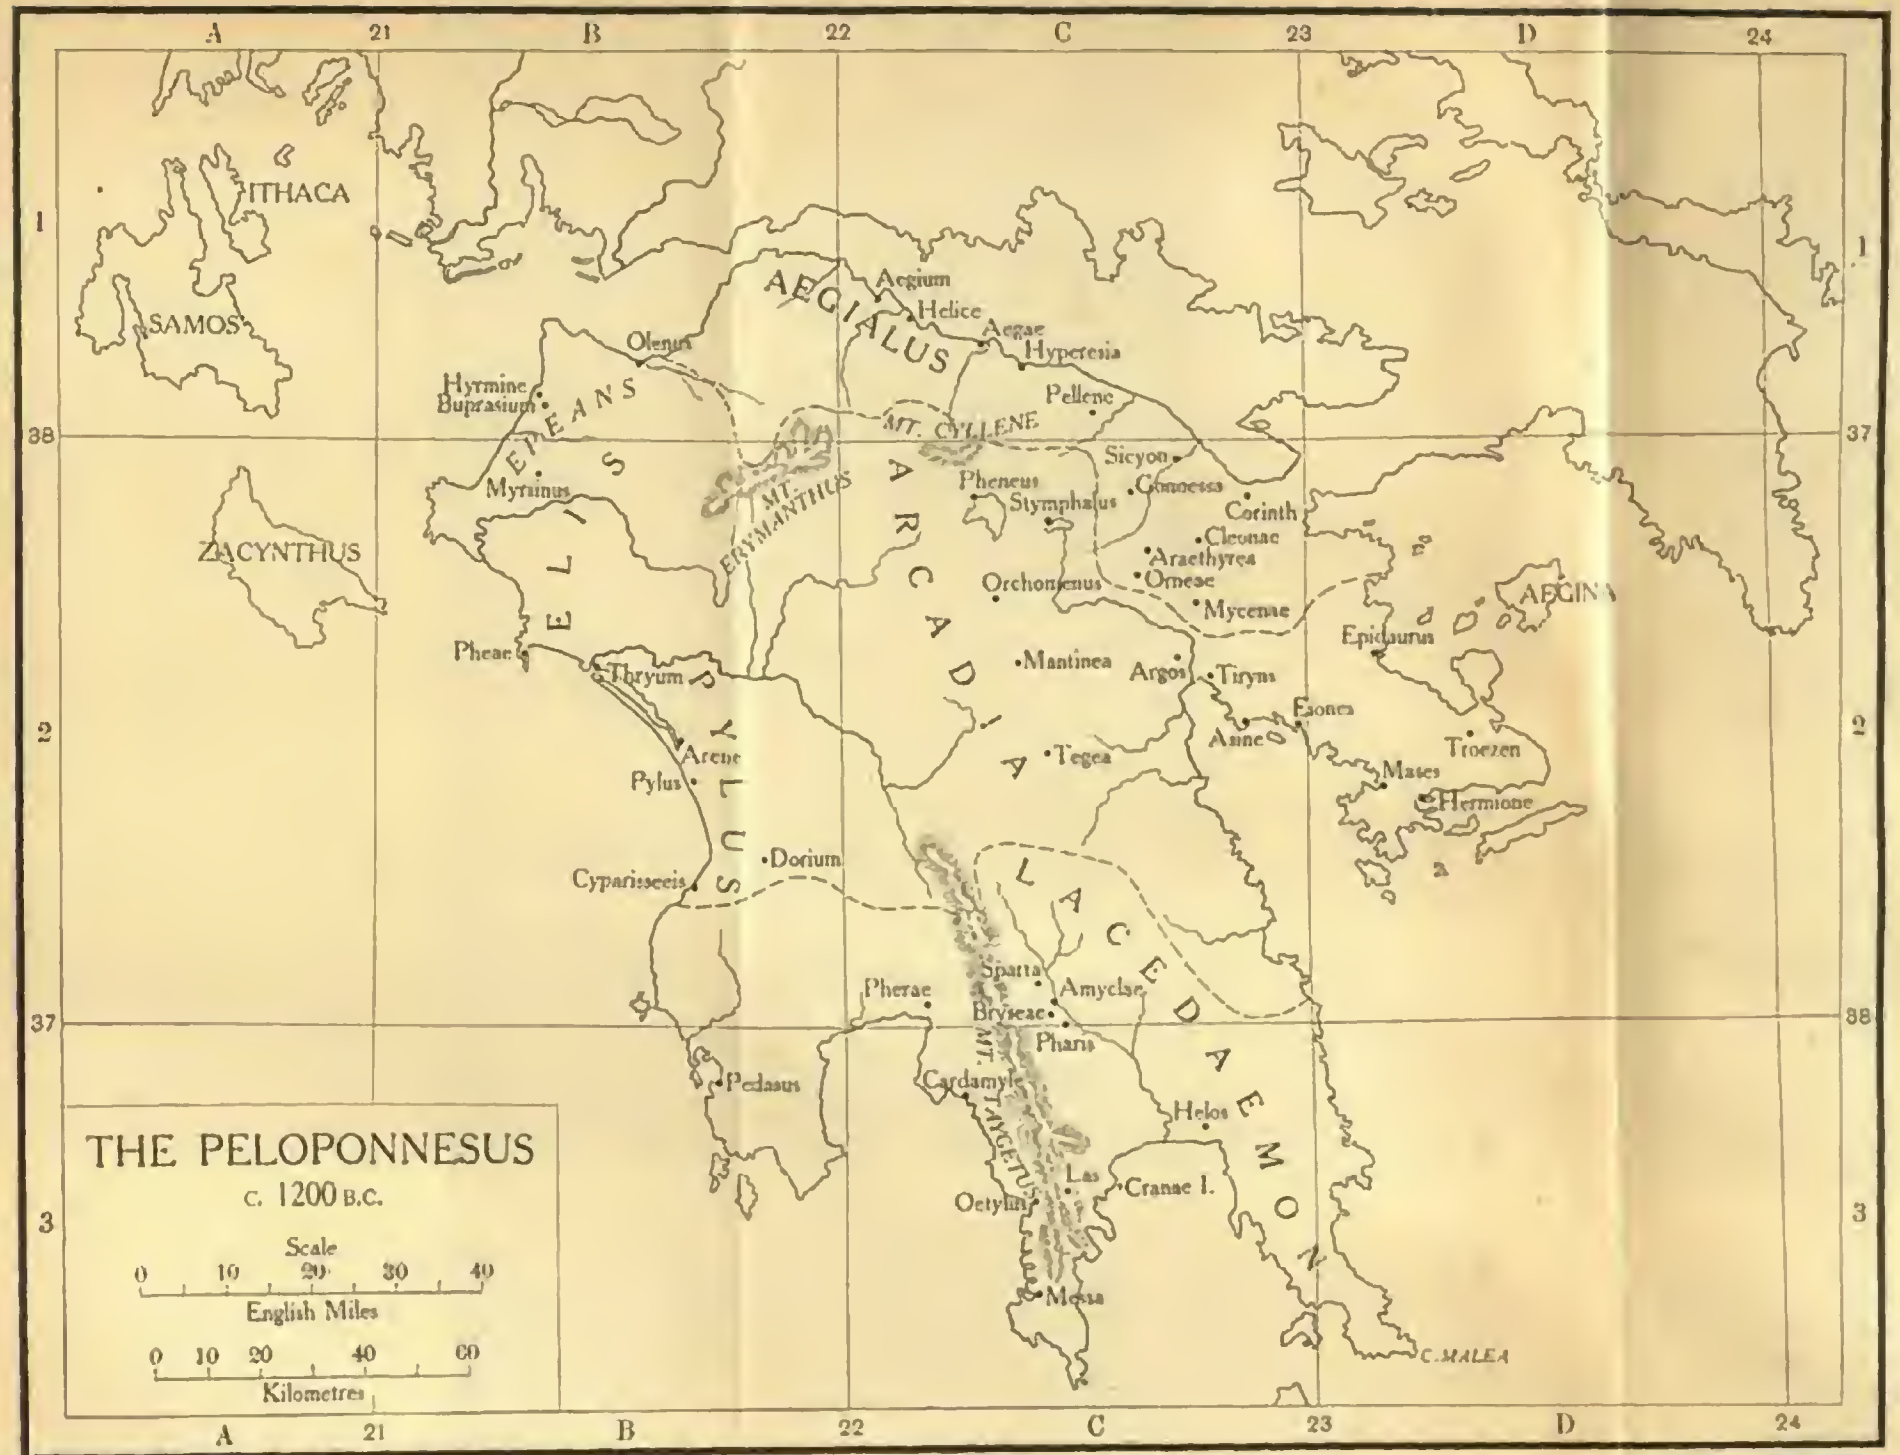 A 21 B 22 C 23 D 24
1
ITHACA
1
SAMOS
AEGIALUS
Aegium
Helice
Aegae
Hyperesia
Olenus
Hyrmine
Buprasium
EPEANS
Pellene
MT. CYLLENE
38
37
Sicyon
Myrsinus
MT.
ERYMANTHUS
Pheneus
Gonoessa
Stymphalus
Corinth
ZACYNTHUS
ELIS
ARCADIA
Cleonae
Araethyrea
Orneae
Orchomenus
Mycenae
AEGINA
Epidaurus
Pheae
Thryum
Mantinea
Argos
Tiryns
PYLUS
Eiones
Asine
2
2
Troezen
Arene
Tegea
Pylus
Mases
Hermione
Dorium
Cyparisseeis
LACEDAEMON
Sparta
Pherae
Amyclae
Bryseae
37
38
Pharis
MT. TAYGETUS
Pedasus
Cardamyle
Helos
Las
Cranae I.
Oetylus
3
3
Messa
C. MALEA
THE PELOPONNESUS
C. 1200 B.C.
Scale
0 10 20 30 40
English Miles
0 10 20 40 60
Kilometres
A 21 B 22 C 23 D 24